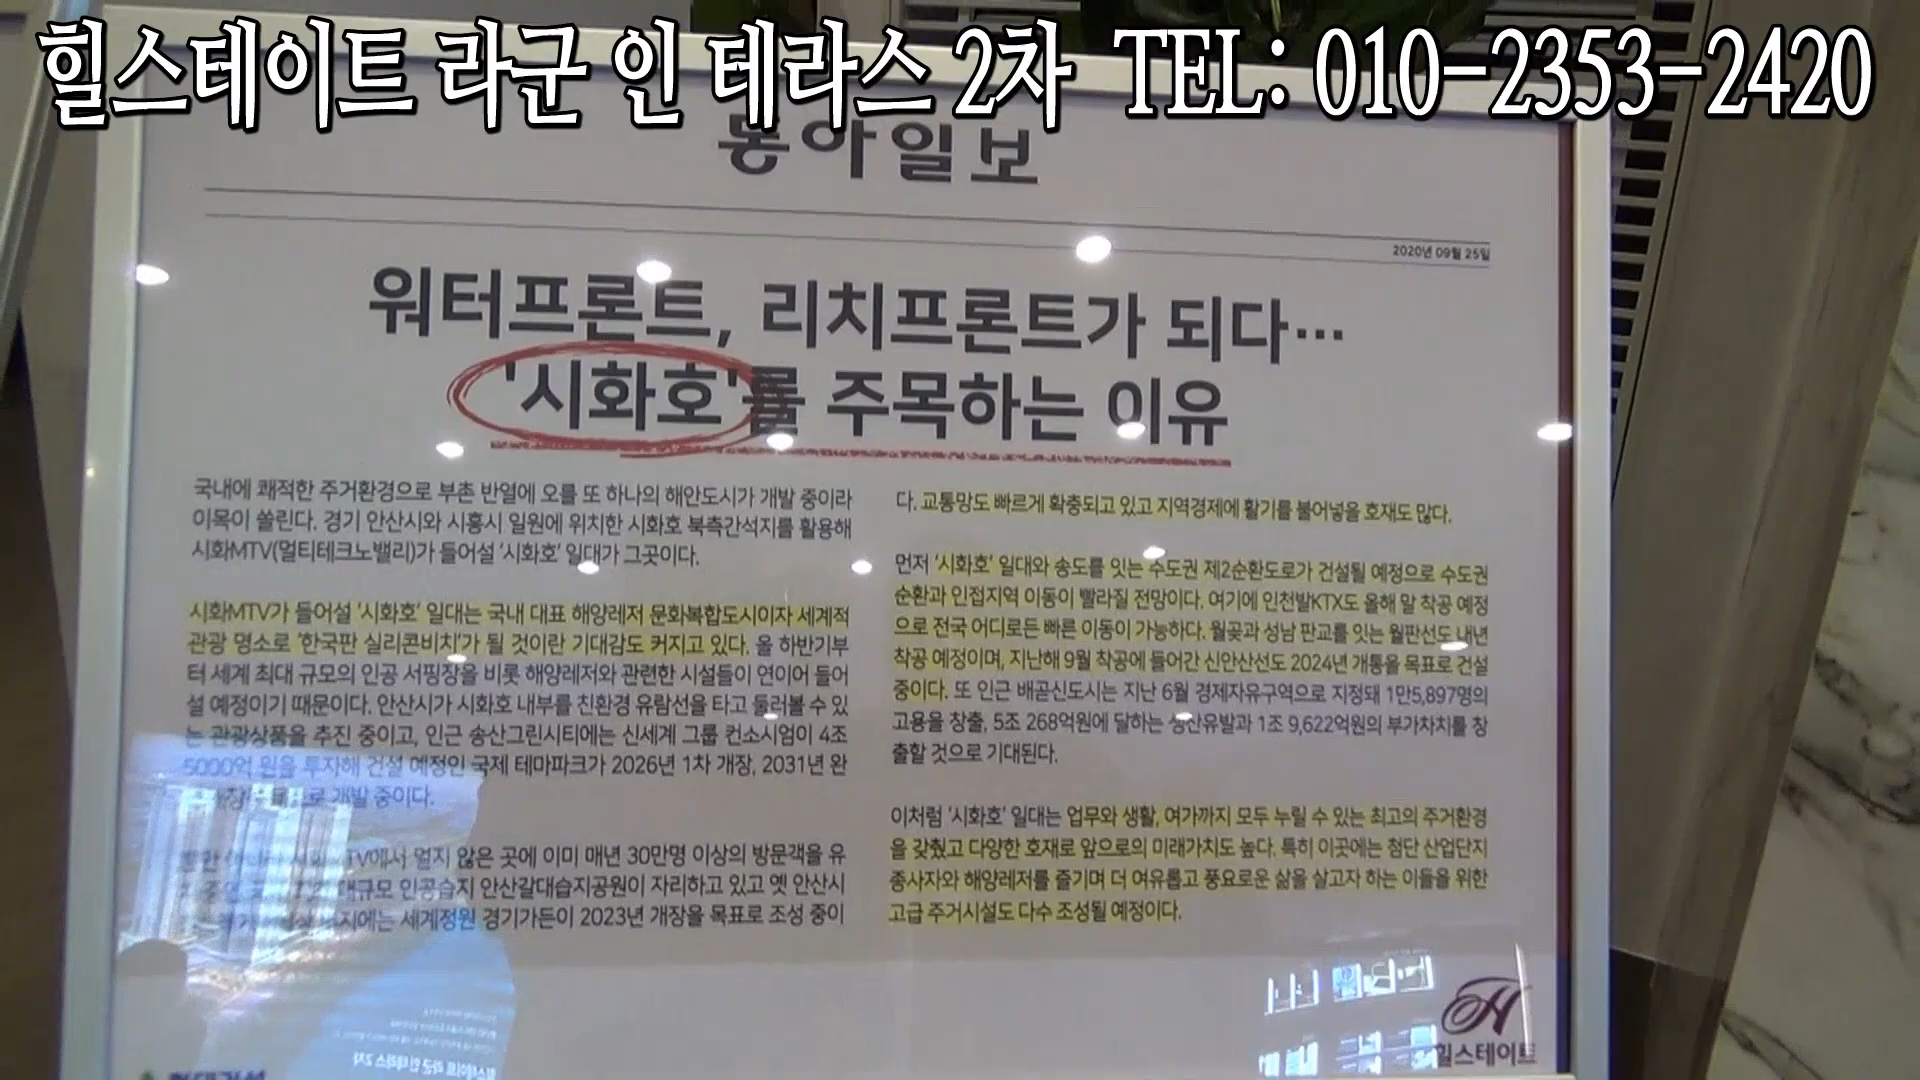 힐스테이트 라군 인 테라스 2차 TEL: 010-2353-2420
동아일보
2020년 09월 25일
워터프론트, 리치프론트가 되다…
'시화호'를 주목하는 이유
국내에 쾌적한 주거환경으로 부촌 반열에 오를 또 하나의 해안도시가 개발 중이라
이목이 쏠린다. 경기 안산시와 시흥시 일원에 위치한 시화호 북측간석지를 활용해
시화MTV(멀티테크노밸리)가 들어설 '시화호' 일대가 그곳이다.
시화MTV가 들어설 '시화호' 일대는 국내 대표 해양레저 문화복합도시이자 세계적
관광 명소로 '한국판 실리콘비치'가 될 것이란 기대감도 커지고 있다. 올 하반기부
터 세계 최대 규모의 인공 서핑장을 비롯 해양레저와 관련한 시설들이 연이어 들어
설 예정이기 때문이다. 안산시가 시화호 내부를 친환경 유람선을 타고 둘러볼 수 있
는 관광상품을 추진 중이고, 인근 송산그린시티에는 신세계 그룹 컨소시엄이 4조
5000억 원을 투자해 건설 예정인 국제 테마파크가 2026년 1차 개장, 2031년 완
개발 중이다.
에서 멀지 않은 곳에 이미 매년 30만명 이상의 방문객을 유
대규모 인공습지 안산갈대습지공원이 자리하고 있고 옛 안산시
세계정원 경기가든이 2023년 개장을 목표로 조성 중이
다. 교통망도 빠르게 확충되고 있고 지역경제에 활기를 불어넣을 호재도 많다.
먼저 '시화호' 일대와 송도를 잇는 수도권 제2순환도로가 건설될 예정으로 수도권
순환과 인접지역 이동이 빨라질 전망이다. 여기에 인천발KTX도 올해 말 착공 예정
으로 전국 어디로든 빠른 이동이 가능하다. 월곶과 성남 판교를 잇는 월판선도 내년
착공 예정이며, 지난해 9월 착공에 들어간 신안산선도 2024년 개통을 목표로 건설
중이다. 또 인근 배곧신도시는 지난 6월 경제자유구역으로 지정돼 1만5,897명의
고용을 창출, 5조 268억원에 달하는 생산유발과 1조 9,622억원의 부가차치를 창
출할 것으로 기대된다.
이처럼 '시화호' 일대는 업무와 생활, 여가까지 모두 누릴 수 있는 최고의 주거환경
을 갖췄고 다양한 호재로 앞으로의 미래가치도 높다. 특히 이곳에는 첨단 산업단지
종사자와 해양레저를 즐기며 더 여유롭고 풍요로운 삶을 살고자 하는 이들을 위한
고급 주거시설도 다수 조성될 예정이다.
힐스테이트